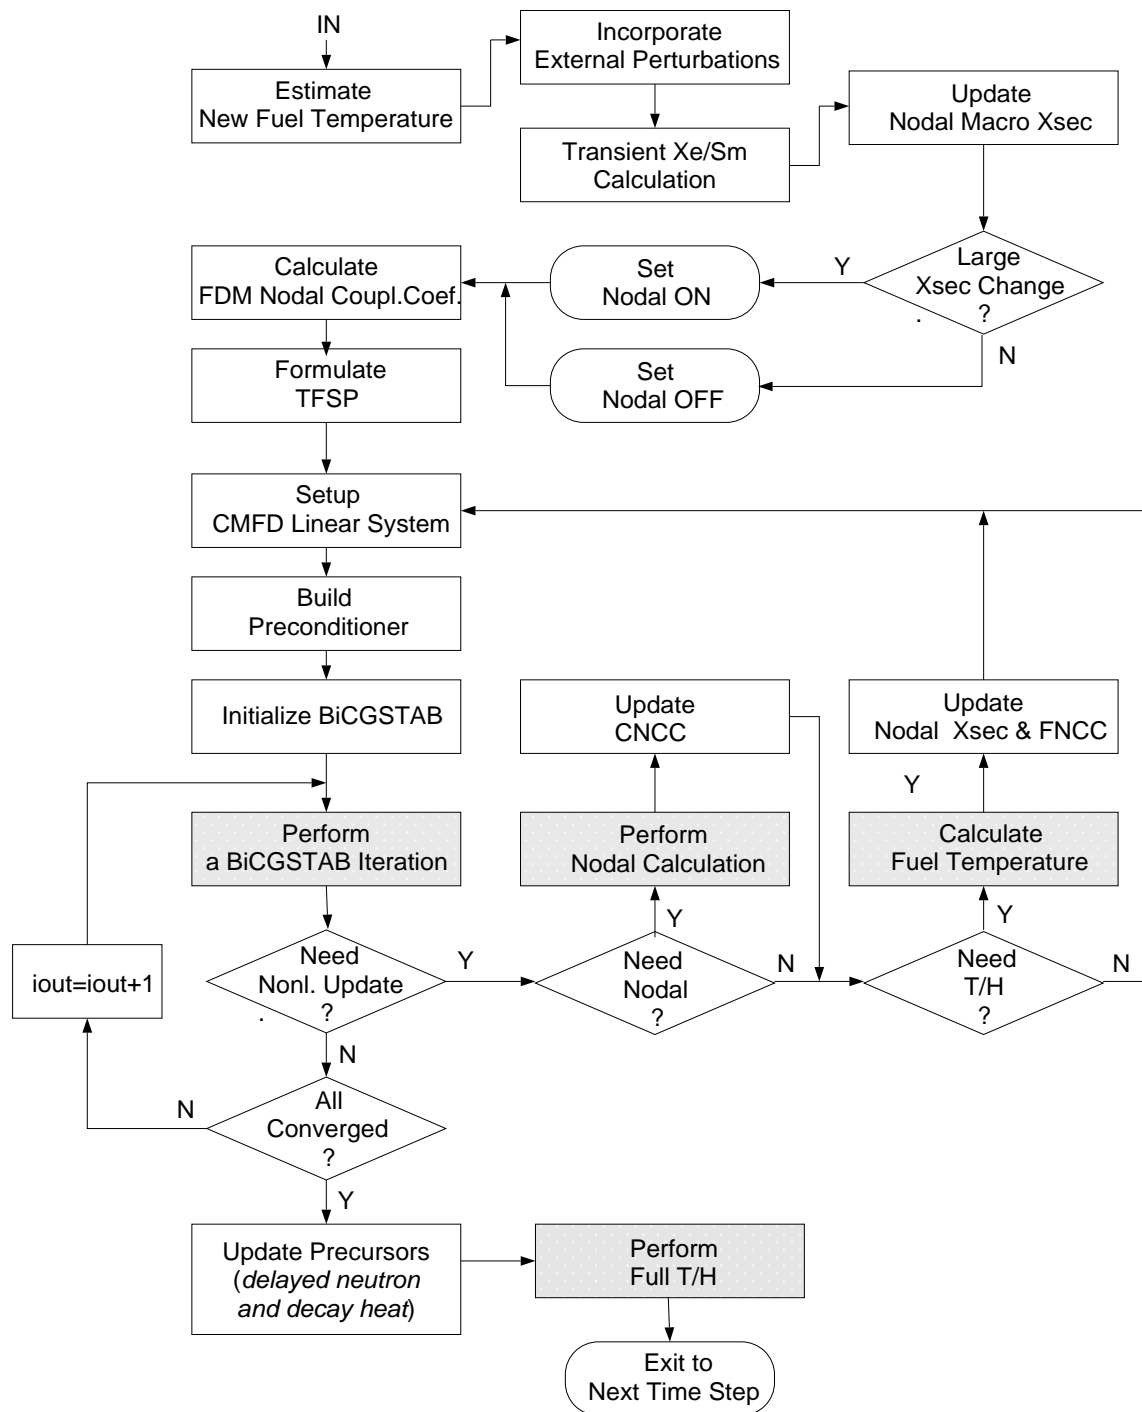 IN
Estimate
New Fuel Temperature
Incorporate
External Perturbations
Transient Xe/Sm
Calculation
Update
Nodal Macro Xsec
Large
Xsec Change
?
.
Y
N
Set
Nodal ON
Set
Nodal OFF
Calculate
FDM Nodal Coupl.Coef.
Formulate
TFSP
Setup
CMFD Linear System
Build
Preconditioner
Initialize BiCGSTAB
Perform
a BiCGSTAB Iteration
Need
Nonl. Update
?
.
Y
N
iout=iout+1
All
Converged
?
N
Y
Update
CNCC
Perform
Nodal Calculation
Y
Need
Nodal
?
N
Update
Nodal Xsec & FNCC
Y
Calculate
Fuel Temperature
Y
Need
T/H
?
N
Update Precursors
(delayed neutron
and decay heat)
Perform
Full T/H
Exit to
Next Time Step